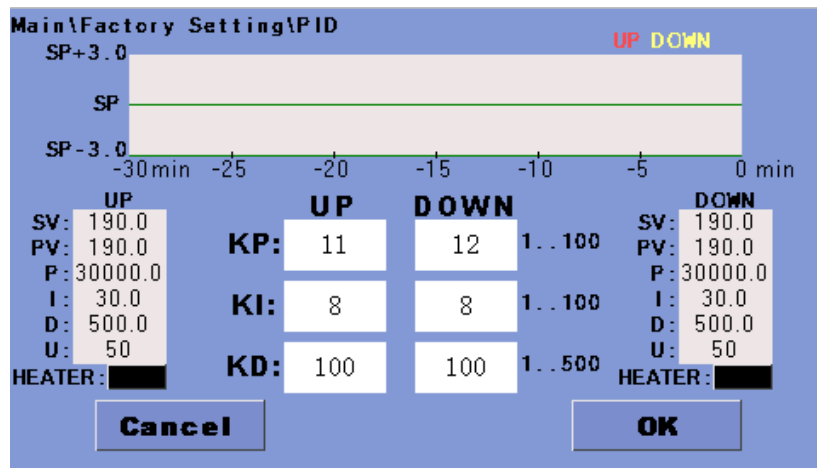 Main\Factory Setting\PID
UP DOWN
SP+3.0
SP
SP-3.0
-30min -25 -20 -15 -10 -5 0 min
UP
SV: 190.0
PV: 190.0
P: 30000.0
I: 30.0
D: 500.0
U: 50
HEATER:
UP DOWN
KP: 11 12 1..100
KI: 8 8 1..100
KD: 100 100 1..500
DOWN
SV: 190.0
PV: 190.0
P: 30000.0
I: 30.0
D: 500.0
U: 50
HEATER:
Cancel
OK